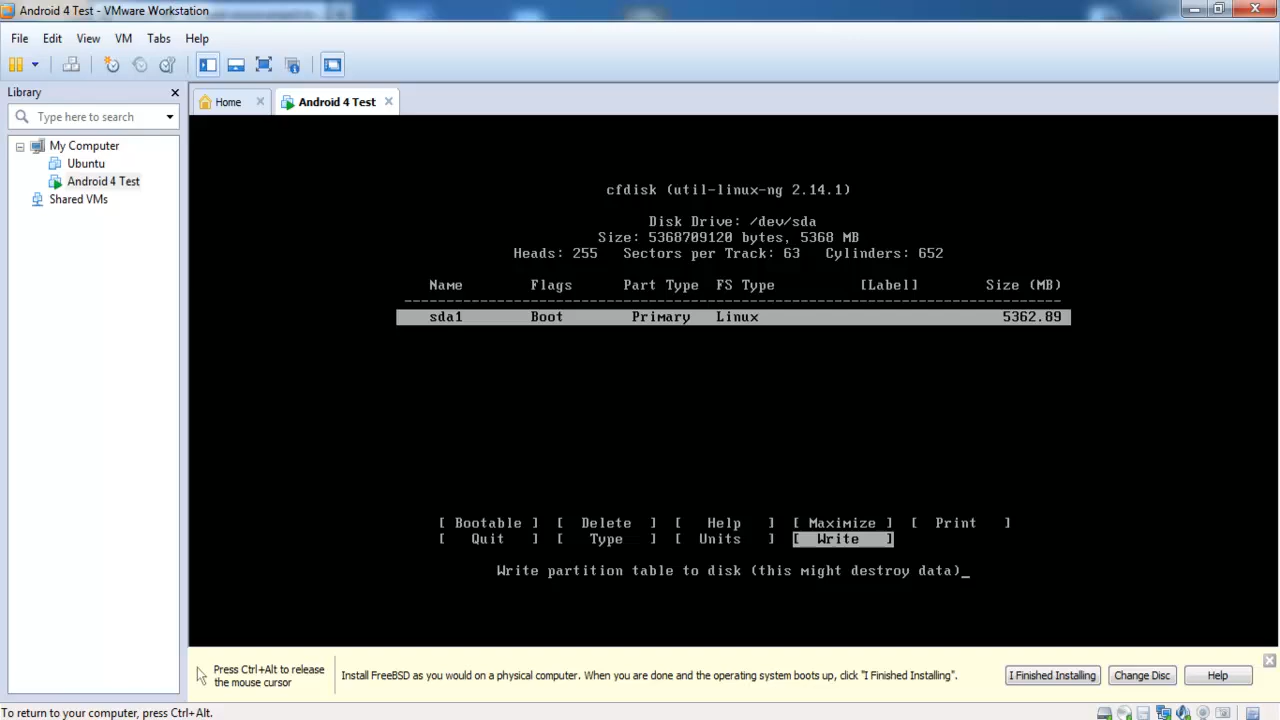 Android 4 Test - VMware Workstation
File Edit View VM Tabs Help
Library
Type here to search
My Computer
Ubuntu
Android 4 Test
Shared VMs
Home
Android 4 Test
cfdisk (util-linux-ng 2.14.1)
Disk Drive: /dev/sda
Size: 5368709120 bytes, 5368 MB
Heads: 255 Sectors per Track: 63 Cylinders: 652
Name Flags Part Type FS Type [Label] Size (MB)
------------------------------------------------------------------------------
sda1 Boot Primary Linux 5362.89
[ Bootable ] [ Delete ] [ Help ] [ Maximize ] [ Print ]
[ Quit ] [ Type ] [ Units ] [ Write ]
Write partition table to disk (this might destroy data)_
Press Ctrl+Alt to release
the mouse cursor
Install FreeBSD as you would on a physical computer. When you are done and the operating system boots up, click "I Finished Installing".
I Finished Installing
Change Disc
Help
To return to your computer, press Ctrl+Alt.